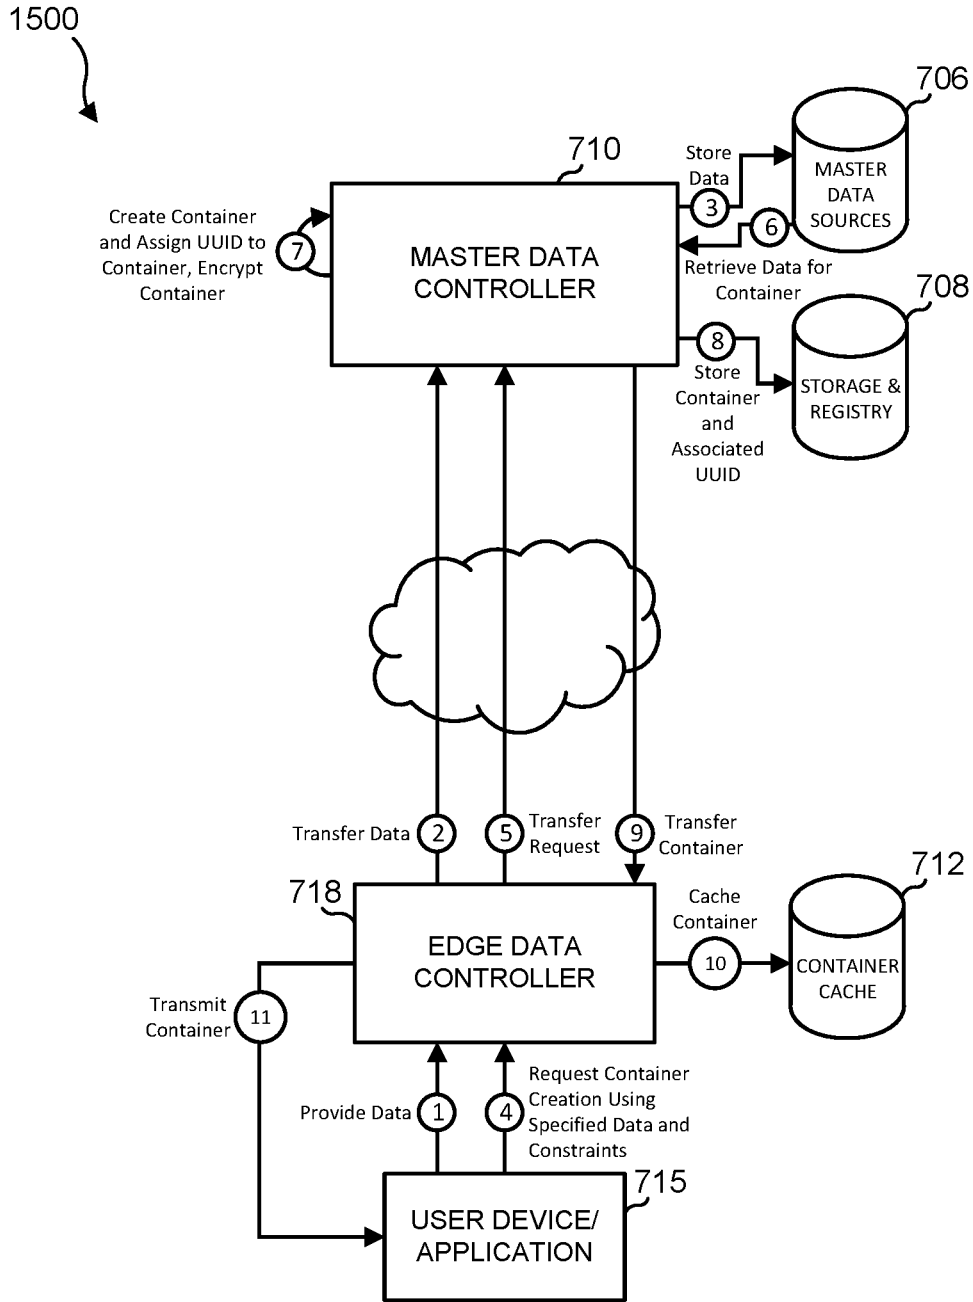 1500
706
710
Store
Data
3
MASTER
DATA
SOURCES
Create Container
and Assign UUID to
Container, Encrypt
Container
7
MASTER DATA
CONTROLLER
6
Retrieve Data for
Container
708
8
Store
Container
and
Associated
UUID
STORAGE &
REGISTRY
Transfer Data
2
5
Transfer
Request
9
Transfer
Container
718
EDGE DATA
CONTROLLER
Cache
Container
10
712
CONTAINER
CACHE
Transmit
Container
11
Provide Data
1
4
Request Container
Creation Using
Specified Data and
Constraints
715
USER DEVICE/
APPLICATION